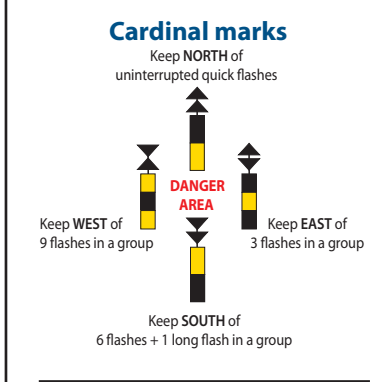 Cardinal marks
Keep NORTH of
uninterrupted quick flashes
DANGER
AREA
Keep WEST of
9 flashes in a group
Keep EAST of
3 flashes in a group
Keep SOUTH of
6 flashes + 1 long flash in a group